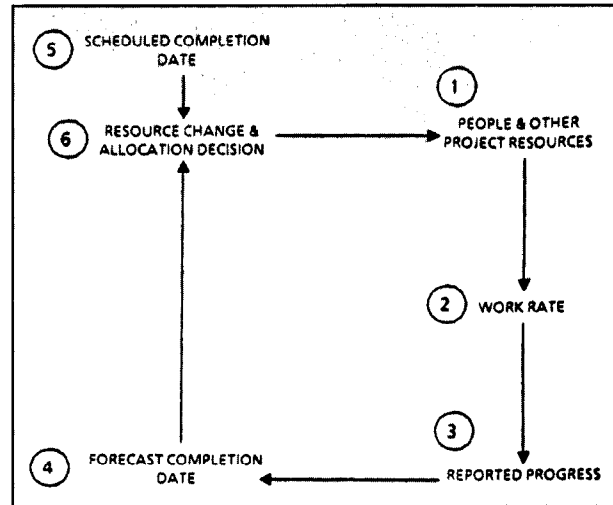 5 SCHEDULED COMPLETION
DATE
1
6 RESOURCE CHANGE &
ALLOCATION DECISION
PEOPLE & OTHER
PROJECT RESOURCES
2 WORK RATE
3
REPORTED PROGRESS
4 FORECAST COMPLETION
DATE